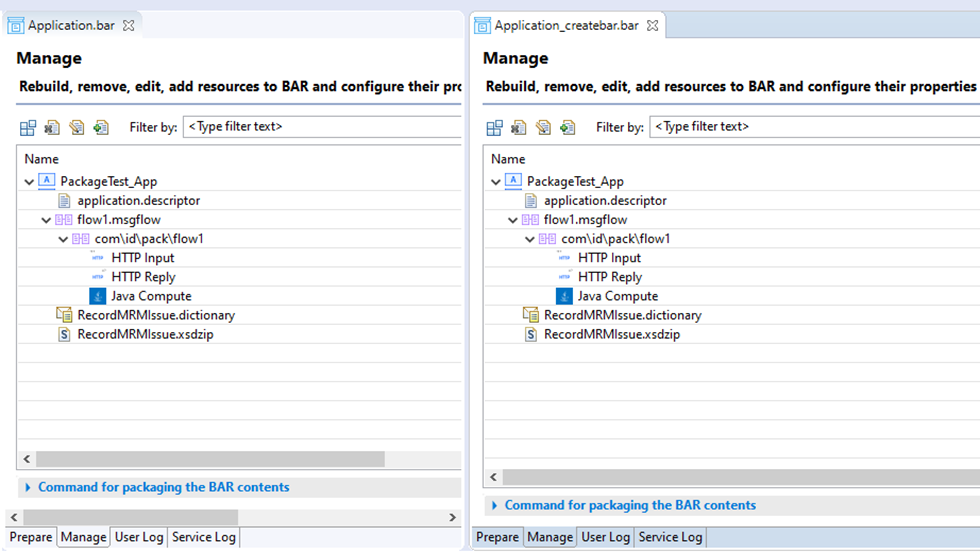 Application.bar
Manage
Rebuild, remove, edit, add resources to BAR and configure their pro
Filter by: <Type filter text>
Name
PackageTest_App
application.descriptor
flow1.msgflow
com\id\pack\flow1
HTTP Input
HTTP Reply
Java Compute
RecordMRMIssue.dictionary
RecordMRMIssue.xsdzip
Command for packaging the BAR contents
Prepare Manage User Log Service Log
Application_createbar.bar
Manage
Rebuild, remove, edit, add resources to BAR and configure their properties
Filter by: <Type filter text>
Name
PackageTest_App
application.descriptor
flow1.msgflow
com\id\pack\flow1
HTTP Input
HTTP Reply
Java Compute
RecordMRMIssue.dictionary
RecordMRMIssue.xsdzip
Command for packaging the BAR contents
Prepare Manage User Log Service Log